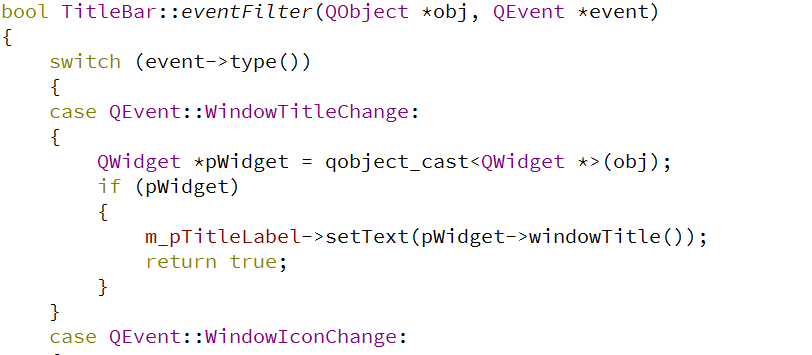 bool TitleBar::eventFilter(QObject *obj, QEvent *event)
{
    switch (event->type())
    {
    case QEvent::WindowTitleChange:
    {
        QWidget *pWidget = qobject_cast<QWidget *>(obj);
        if (pWidget)
        {
            m_pTitleLabel->setText(pWidget->windowTitle());
            return true;
        }
    }
    case QEvent::WindowIconChange:
    {